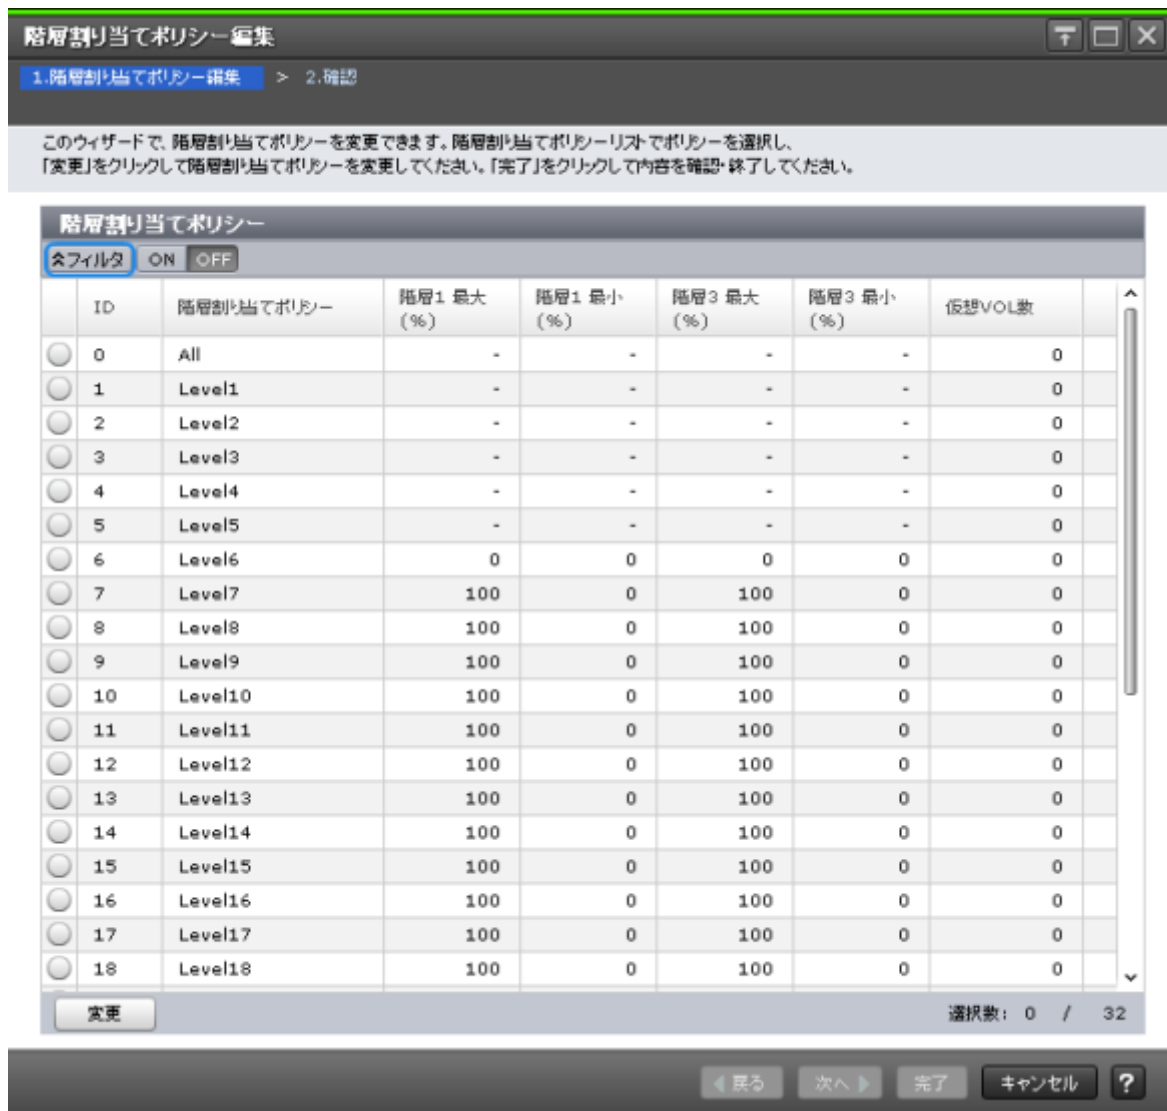 階層割り当てポリシー編集
1.階層割り当てポリシー編集 > 2.確認
このウィザードで、階層割り当てポリシーを変更できます。階層割り当てポリシーリストでポリシーを選択し、
「変更」をクリックして階層割り当てポリシーを変更してください。「完了」をクリックして内容を確認・終了してください。
階層割り当てポリシー
フィルタ ON OFF
ID 階層割り当てポリシー 階層1 最大(%) 階層1 最小(%) 階層3 最大(%) 階層3 最小(%) 仮想VOL数
0 All - - - - 0
1 Level1 - - - - 0
2 Level2 - - - - 0
3 Level3 - - - - 0
4 Level4 - - - - 0
5 Level5 - - - - 0
6 Level6 0 0 0 0 0
7 Level7 100 0 100 0 0
8 Level8 100 0 100 0 0
9 Level9 100 0 100 0 0
10 Level10 100 0 100 0 0
11 Level11 100 0 100 0 0
12 Level12 100 0 100 0 0
13 Level13 100 0 100 0 0
14 Level14 100 0 100 0 0
15 Level15 100 0 100 0 0
16 Level16 100 0 100 0 0
17 Level17 100 0 100 0 0
18 Level18 100 0 100 0 0
変更 選択数: 0 / 32
戻る 次へ 完了 キャンセル ?